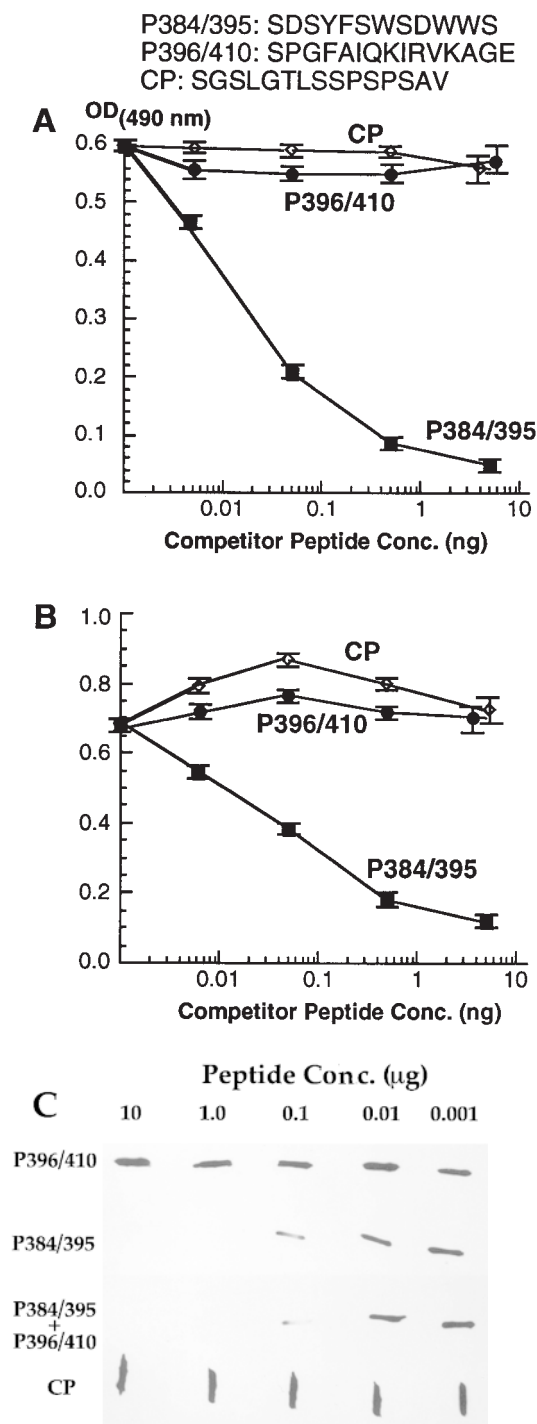 P384/395: SDSYFSWSDWWS
P396/410: SPGFAIQKIRVKAGE
CP: SGSLGTLSSPSPSAV
A
OD(490 nm)
0.6
0.5
0.4
0.3
0.2
0.1
0.0
CP
P396/410
P384/395
0.01 0.1 1 10
Competitor Peptide Conc. (ng)
B
1.0
0.8
0.6
0.4
0.2
0.0
CP
P396/410
P384/395
0.01 0.1 1 10
Competitor Peptide Conc. (ng)
Peptide Conc. (μg)
C
10 1.0 0.1 0.01 0.001
P396/410
P384/395
P384/395
+
P396/410
CP